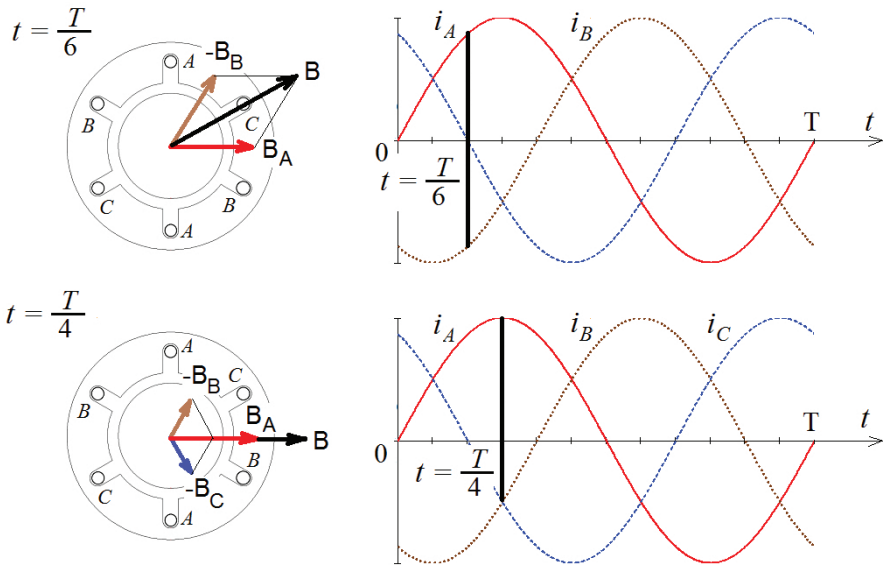 t = T/6
A
-B_B
B
B
C
B_A
C
B
A
i_A
i_B
0
T
t
t = T/6
t = T/4
A
-B_B
C
B
B_A
B
B
C
-B_C
A
i_A
i_B
i_C
0
T
t
t = T/4